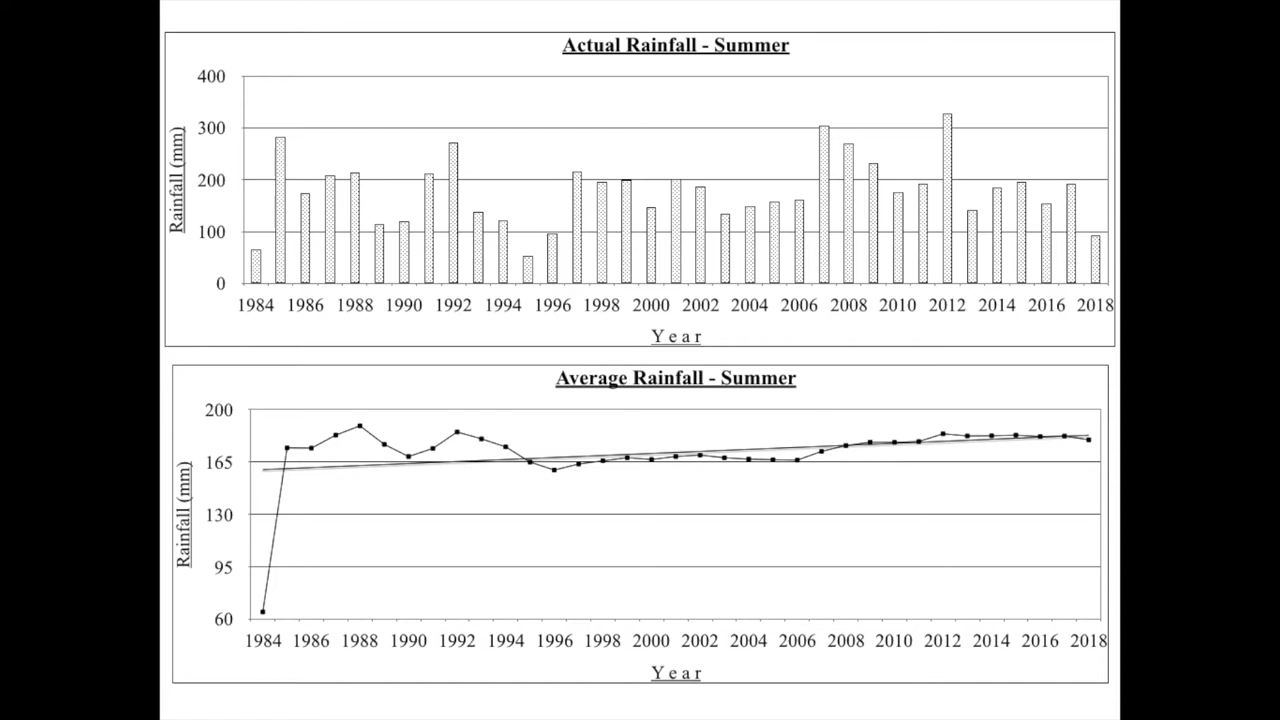 Actual Rainfall - Summer
400
300
200
100
0
Rainfall (mm)
1984 1986 1988 1990 1992 1994 1996 1998 2000 2002 2004 2006 2008 2010 2012 2014 2016 2018
Year
Average Rainfall - Summer
200
165
130
95
60
Rainfall (mm)
1984 1986 1988 1990 1992 1994 1996 1998 2000 2002 2004 2006 2008 2010 2012 2014 2016 2018
Year